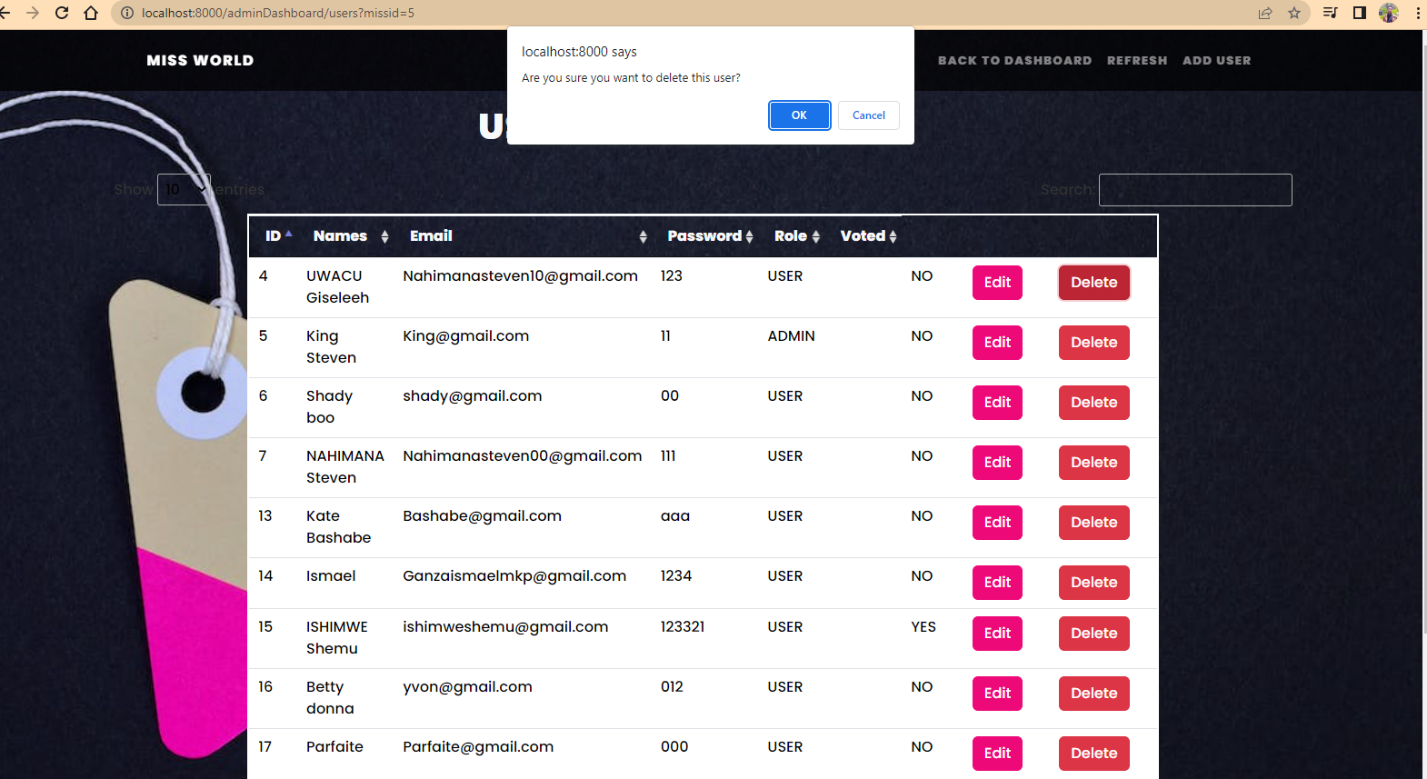 localhost:8000/adminDashboard/users?missid=5
localhost:8000 says
Are you sure you want to delete this user?
OK Cancel
MISS WORLD BACK TO DASHBOARD REFRESH ADD USER
Show 10 entries Search:
ID Names Email Password Role Voted
4 UWACU Giseleeh Nahimanasteven10@gmail.com 123 USER NO Edit Delete
5 King Steven King@gmail.com 11 ADMIN NO Edit Delete
6 Shady boo shady@gmail.com 00 USER NO Edit Delete
7 NAHIMANA Steven Nahimanasteven00@gmail.com 111 USER NO Edit Delete
13 Kate Bashabe Bashabe@gmail.com aaa USER NO Edit Delete
14 Ismael Ganzaismaelmkp@gmail.com 1234 USER NO Edit Delete
15 ISHIMWE Shemu ishimweshemu@gmail.com 123321 USER YES Edit Delete
16 Betty donna yvon@gmail.com 012 USER NO Edit Delete
17 Parfaite Parfaite@gmail.com 000 USER NO Edit Delete